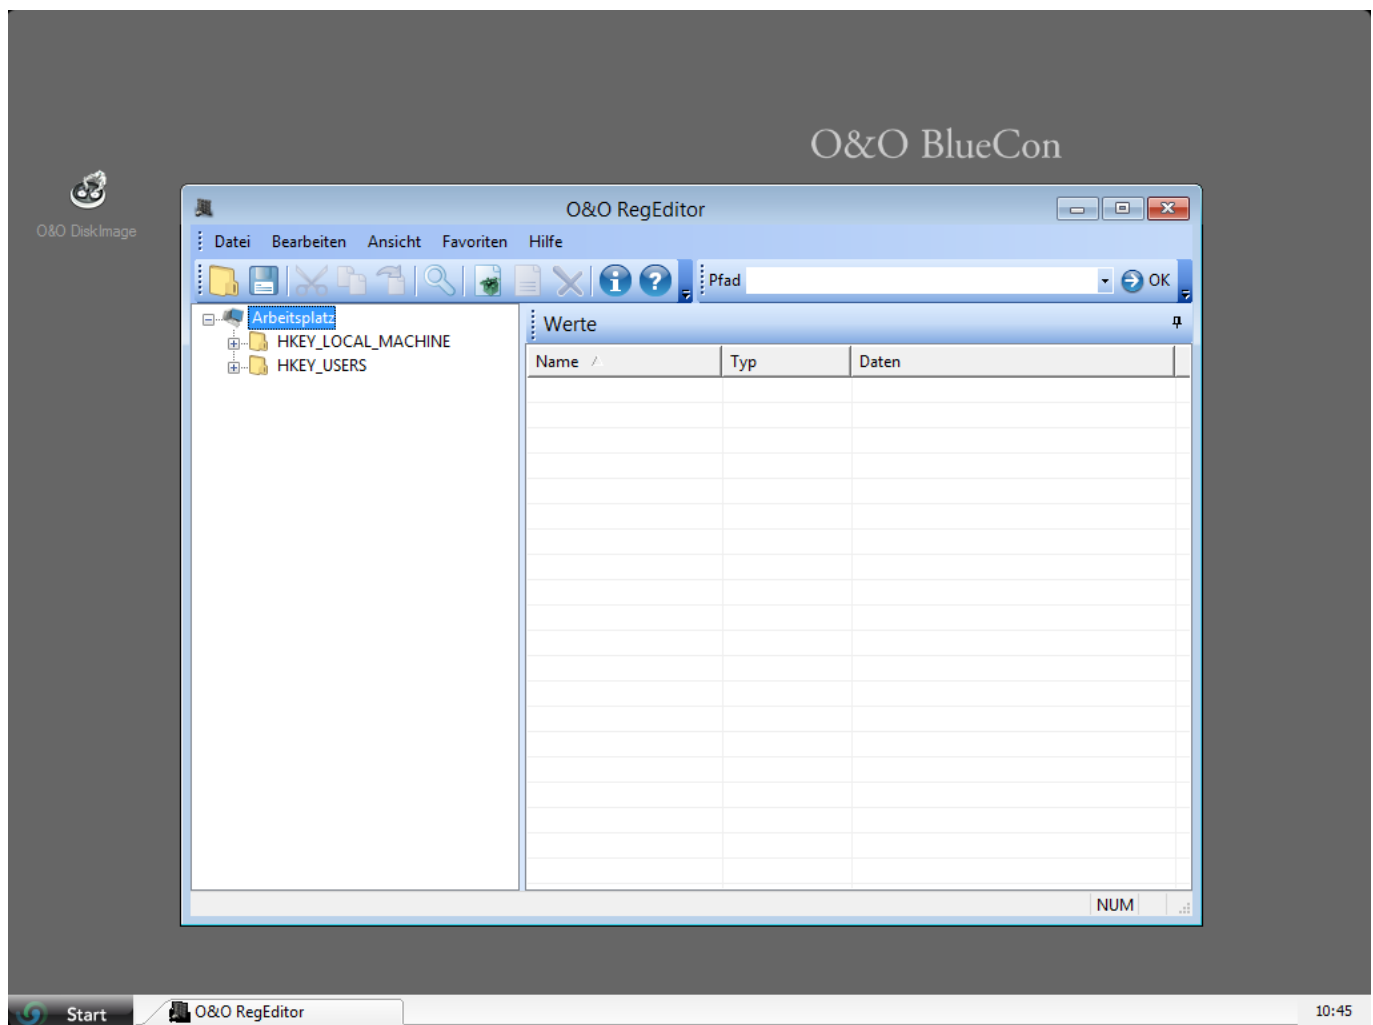 O&O BlueCon
O&O DiskImage
O&O RegEditor
Datei Bearbeiten Ansicht Favoriten Hilfe
Pfad OK
Arbeitsplatz
HKEY_LOCAL_MACHINE
HKEY_USERS
Werte
Name Typ Daten
NUM
Start O&O RegEditor 10:45